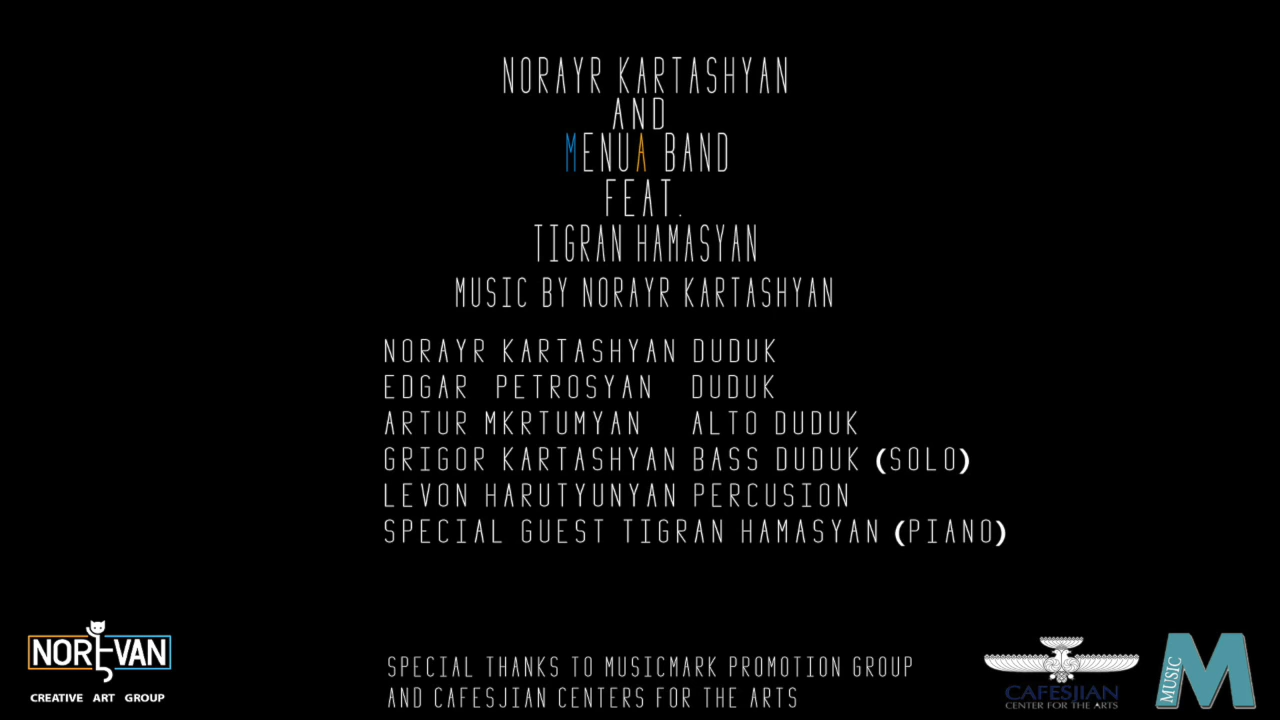 NORAYR KARTASHYAN
AND
MENUA BAND
FEAT.
TIGRAN HAMASYAN
MUSIC BY NORAYR KARTASHYAN
NORAYR KARTASHYAN DUDUK
EDGAR PETROSYAN DUDUK
ARTUR MKRTUMYAN ALTO DUDUK
GRIGOR KARTASHYAN BASS DUDUK (SOLO)
LEVON HARUTYUNYAN PERCUSION
SPECIAL GUEST TIGRAN HAMASYAN (PIANO)
NOREVAN
CREATIVE ART GROUP
SPECIAL THANKS TO MUSICMARK PROMOTION GROUP
AND CAFESJIAN CENTERS FOR THE ARTS
CAFESJIAN
CENTER FOR THE ARTS
MUSIC M